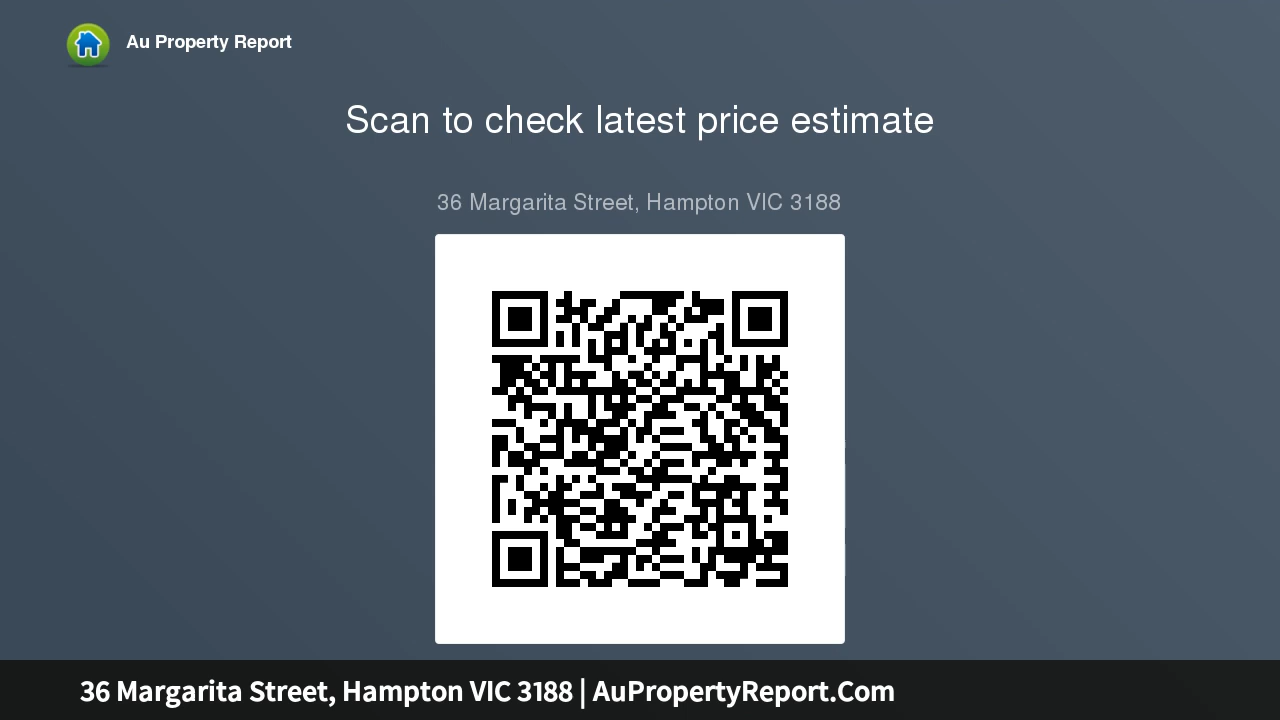 Au Property Report
Scan to check latest price estimate
36 Margarita Street, Hampton VIC 3188
36 Margarita Street, Hampton VIC 3188 | AuPropertyReport.Com